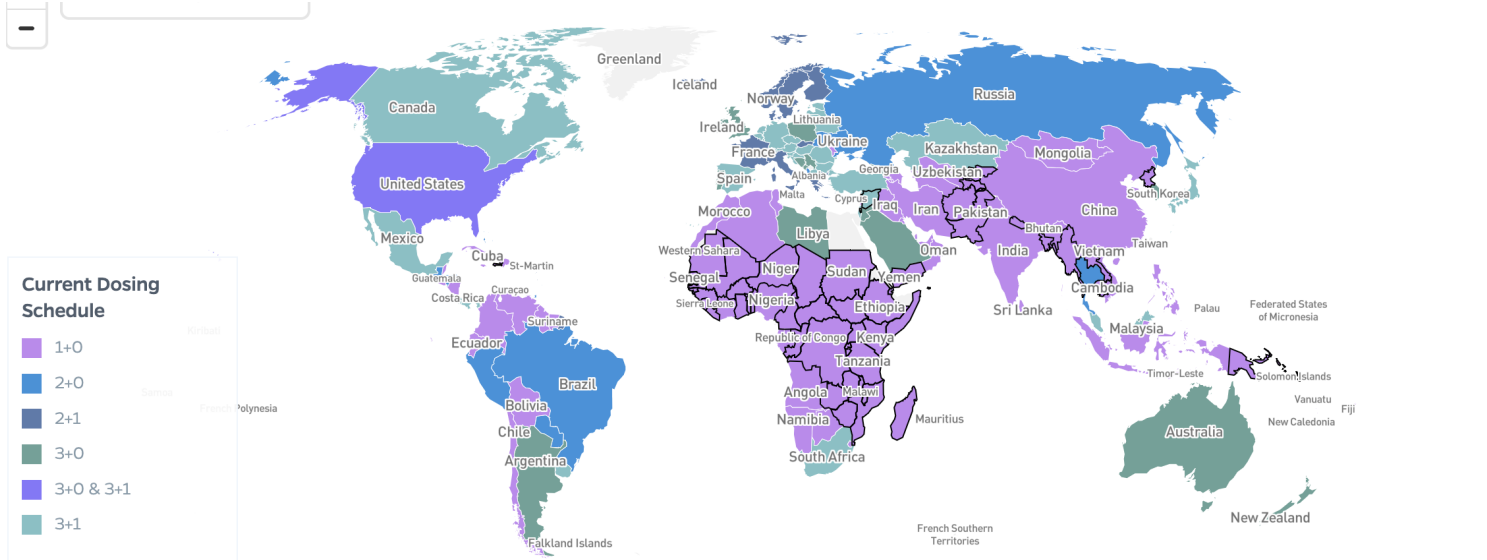 Greenland
Iceland
Russia
Norway
Canada
Lithuania
Ireland
Ukraine
Kazakhstan
France
Mongolia
Georgia
Uzbekistan
Albania
Spain
United States
South Korea
Malta
Cyprus
Iraq
Iran
Pakistan
China
Morocco
Bhutan
Libya
Mexico
Taiwan
Western Sahara
Oman
India
Vietnam
Cuba
St-Martin
Niger
Sudan
Yemen
Senegal
Guatemala
Current Dosing
Schedule
Cambodia
Curaçao
Costa Rica
Sierra Leone
Nigeria
Ethiopia
Sri Lanka
Palau
Federated States
of Micronesia
Suriname
Malaysia
Kiribati
Ecuador
Republic of Congo
Kenya
1+0
Tanzania
Timor-Leste
Solomon Islands
2+0
Brazil
Samoa
Angola
Malawi
Vanuatu
French Polynesia
Bolivia
Fiji
2+1
Namibia
Mauritius
New Caledonia
Chile
Australia
3+0
Argentina
South Africa
3+0 & 3+1
New Zealand
3+1
French Southern
Territories
Falkland Islands